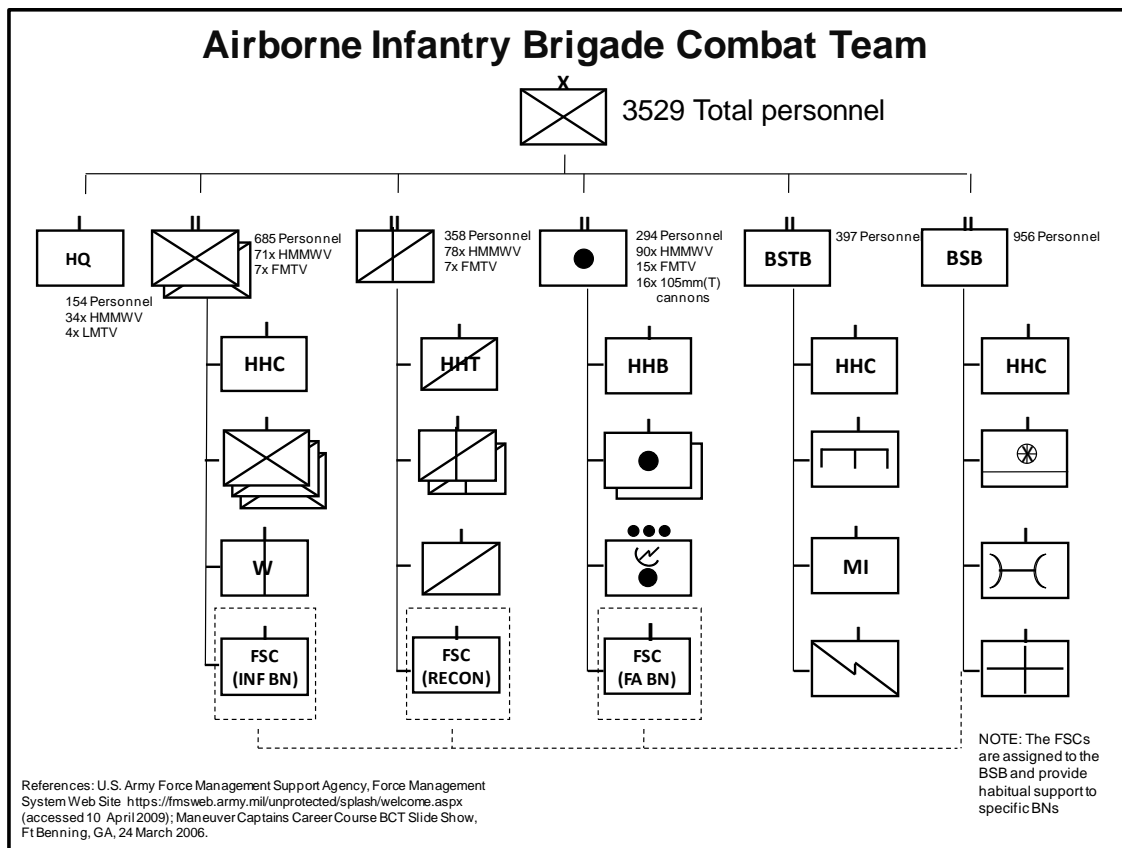 Airborne Infantry Brigade Combat Team
X
3529 Total personnel
HQ
154 Personnel
34x HMMWV
4x LMTV
685 Personnel
71x HMMWV
7x FMTV
358 Personnel
78x HMMWV
7x FMTV
294 Personnel
90x HMMWV
15x FMTV
16x 105mm(T)
cannons
BSTB
397 Personnel
BSB
956 Personnel
HHC
HHT
HHB
HHC
HHC
W
MI
FSC
(INF BN)
FSC
(RECON)
FSC
(FA BN)
NOTE: The FSCs
are assigned to the
BSB and provide
habitual support to
specific BNs
References: U.S. Army Force Management Support Agency, Force Management
System Web Site https://fmsweb.army.mil/unprotected/splash/welcome.aspx
(accessed 10 April 2009); Maneuver Captains Career Course BCT Slide Show,
Ft Benning, GA, 24 March 2006.